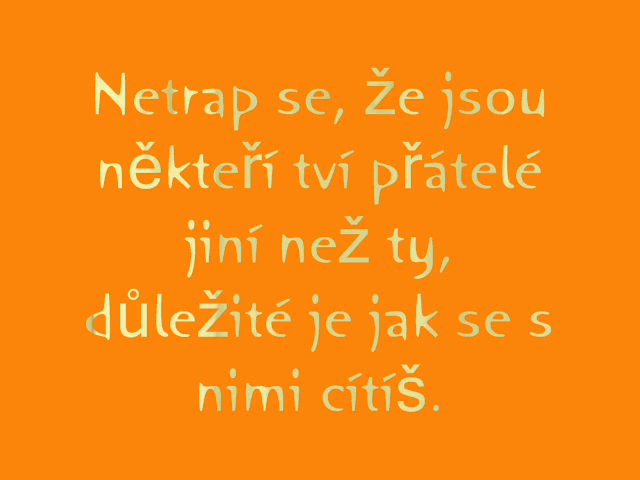 Netrap se, že jsou
někteří tví přátelé
jiní než ty,
důležité je jak se s
nimi cítíš.